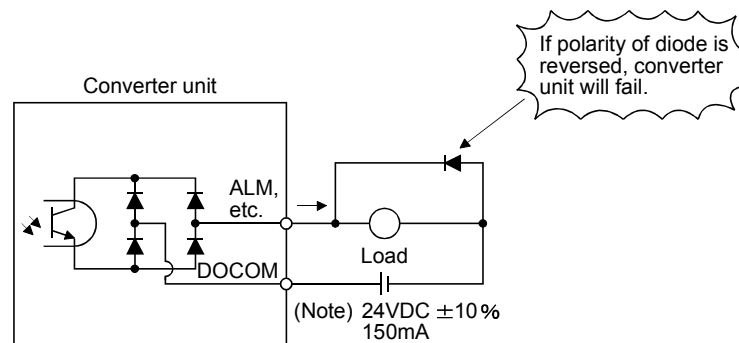 If polarity of diode is
reversed, converter
unit will fail.
Converter unit
ALM,
etc.
Load
DOCOM
(Note) 24VDC ±10%
150mA